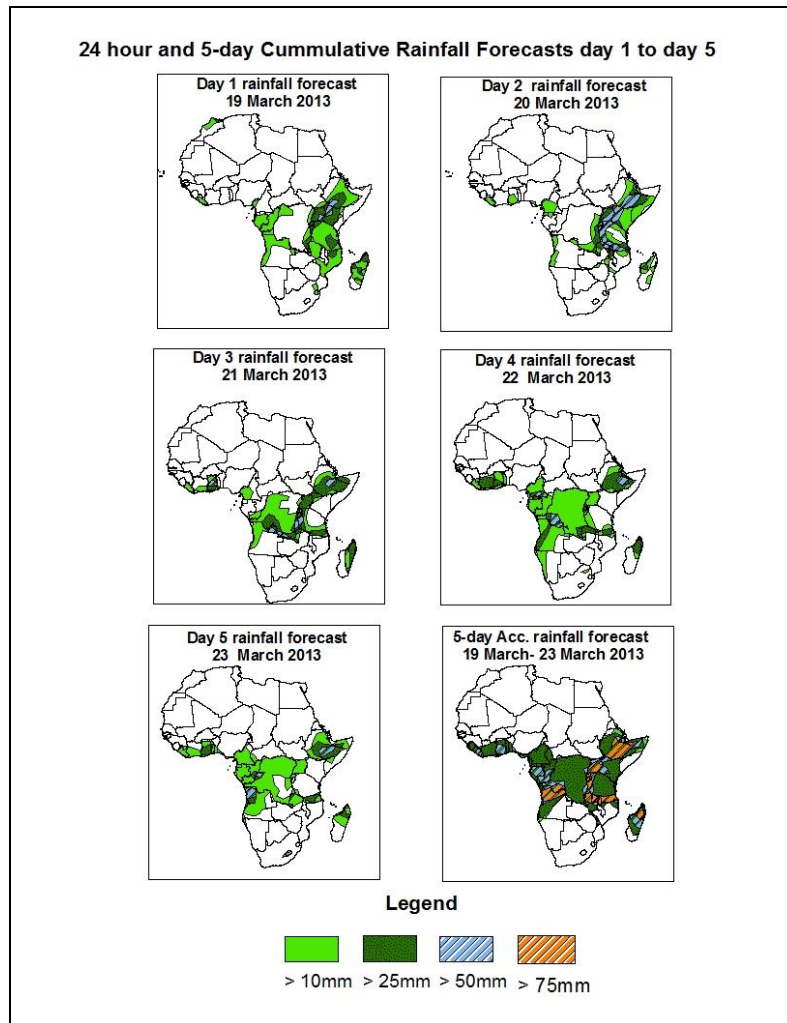 24 hour and 5-day Cummulative Rainfall Forecasts day 1 to day 5
Day 1 rainfall forecast
19 March 2013
Day 2 rainfall forecast
20 March 2013
Day 3 rainfall forecast
21 March 2013
Day 4 rainfall forecast
22 March 2013
Day 5 rainfall forecast
23 March 2013
5-day Acc. rainfall forecast
19 March- 23 March 2013
Legend
> 10mm > 25mm > 50mm > 75mm